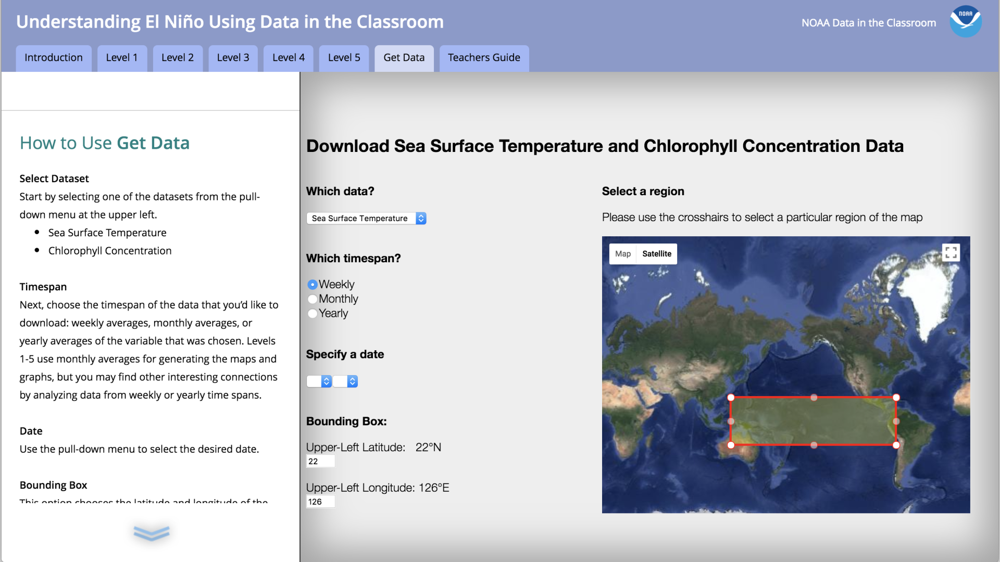 Understanding El Niño Using Data in the Classroom
NOAA Data in the Classroom
NOAA
Introduction
Level 1
Level 2
Level 3
Level 4
Level 5
Get Data
Teachers Guide
How to Use Get Data
Select Dataset
Start by selecting one of the datasets from the pull-
down menu at the upper left.
Sea Surface Temperature
Chlorophyll Concentration
Timespan
Next, choose the timespan of the data that you'd like to
download: weekly averages, monthly averages, or
yearly averages of the variable that was chosen. Levels
1-5 use monthly averages for generating the maps and
graphs, but you may find other interesting connections
by analyzing data from weekly or yearly time spans.
Date
Use the pull-down menu to select the desired date.
Bounding Box
This option chooses the latitude and longitude of the
Download Sea Surface Temperature and Chlorophyll Concentration Data
Which data?
Sea Surface Temperature
Which timespan?
Weekly
Monthly
Yearly
Specify a date
Bounding Box:
Upper-Left Latitude: 22°N
22
Upper-Left Longitude: 126°E
126
Select a region
Please use the crosshairs to select a particular region of the map
Map
Satellite